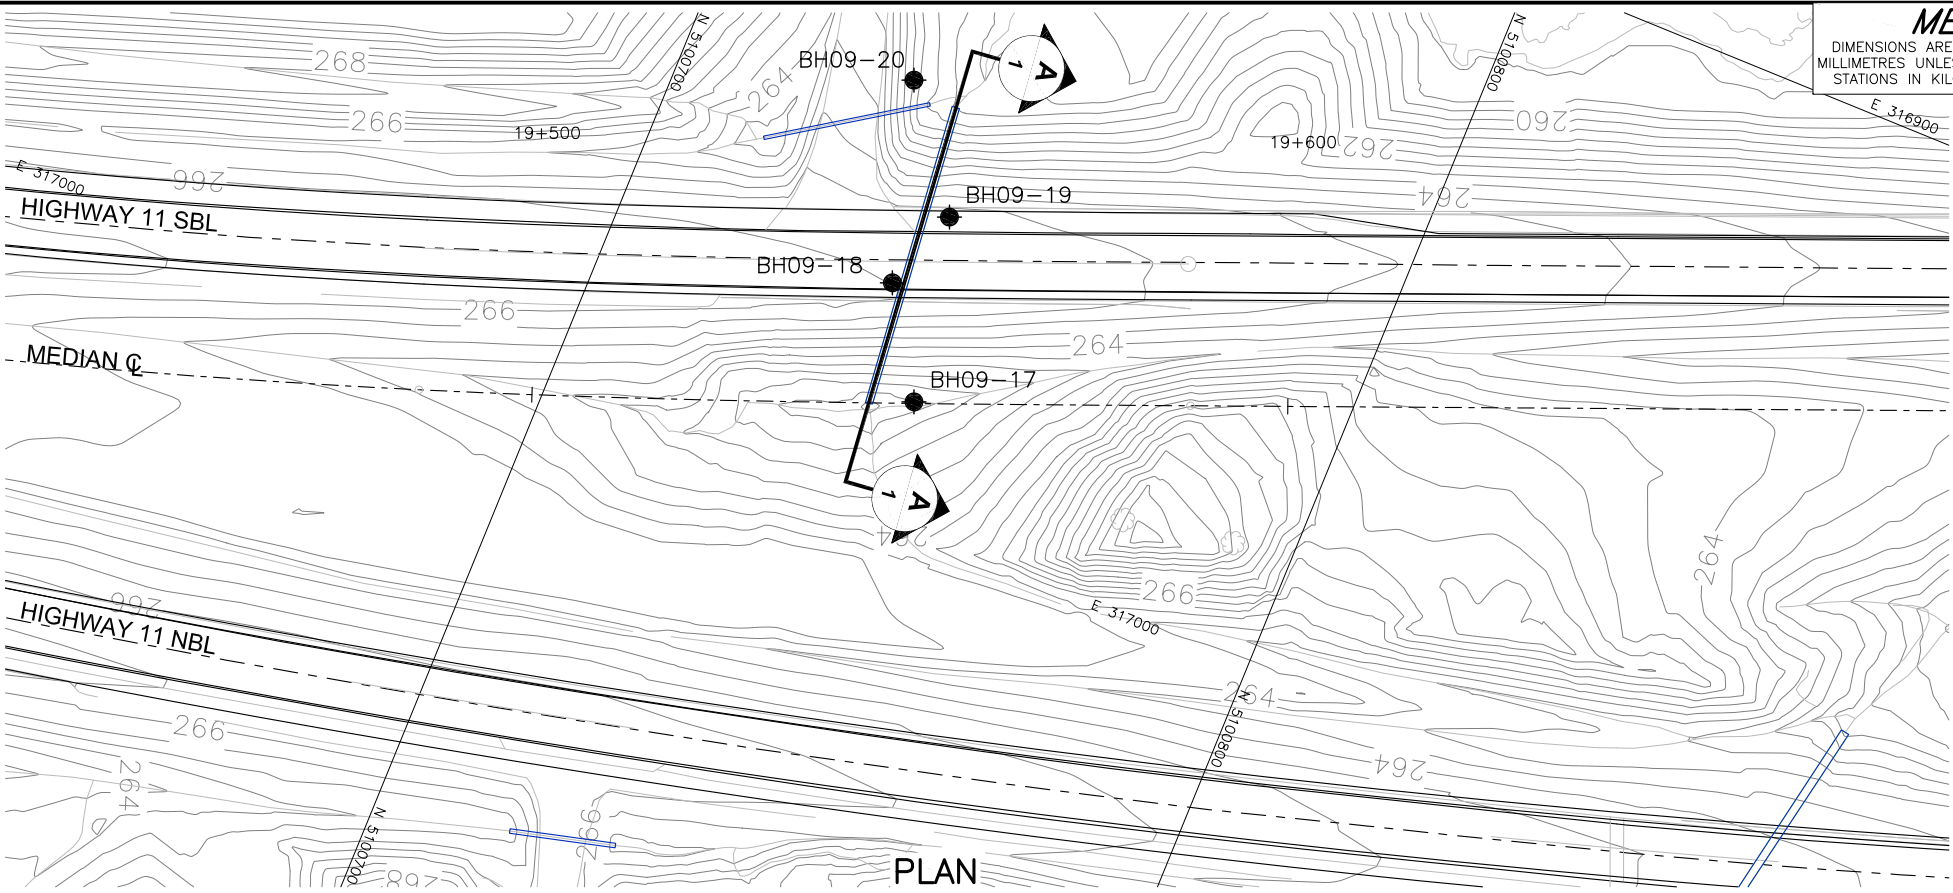 ME
DIMENSIONS ARE
MILLIMETRES UNLES
STATIONS IN KIL
268
N 5100700
264
BH09-20
A
1
N 5100800
E 316900
266
19+500
19+600
262
260
E 317000
266
HIGHWAY 11 SBL
BH09-19
264
BH09-18
266
264
MEDIAN CL
BH09-17
A
1
264
264
266
266
HIGHWAY 11 NBL
E 317000
264
N 5100800
266
264
264
N 5100700
266
268
PLAN